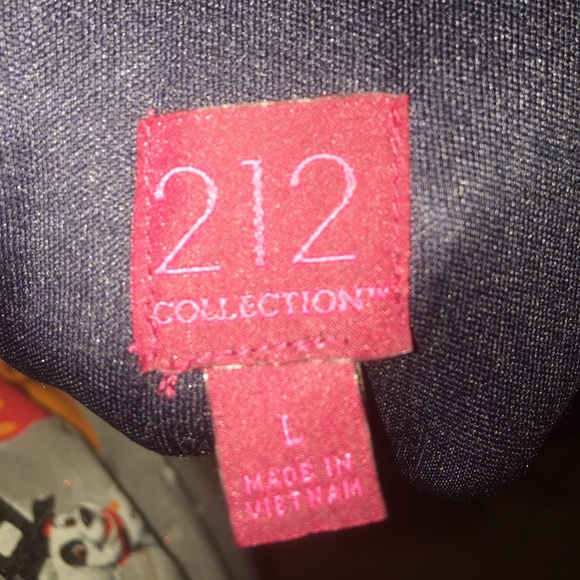 212
COLLECTION™
L
MADE IN
VIETNAM